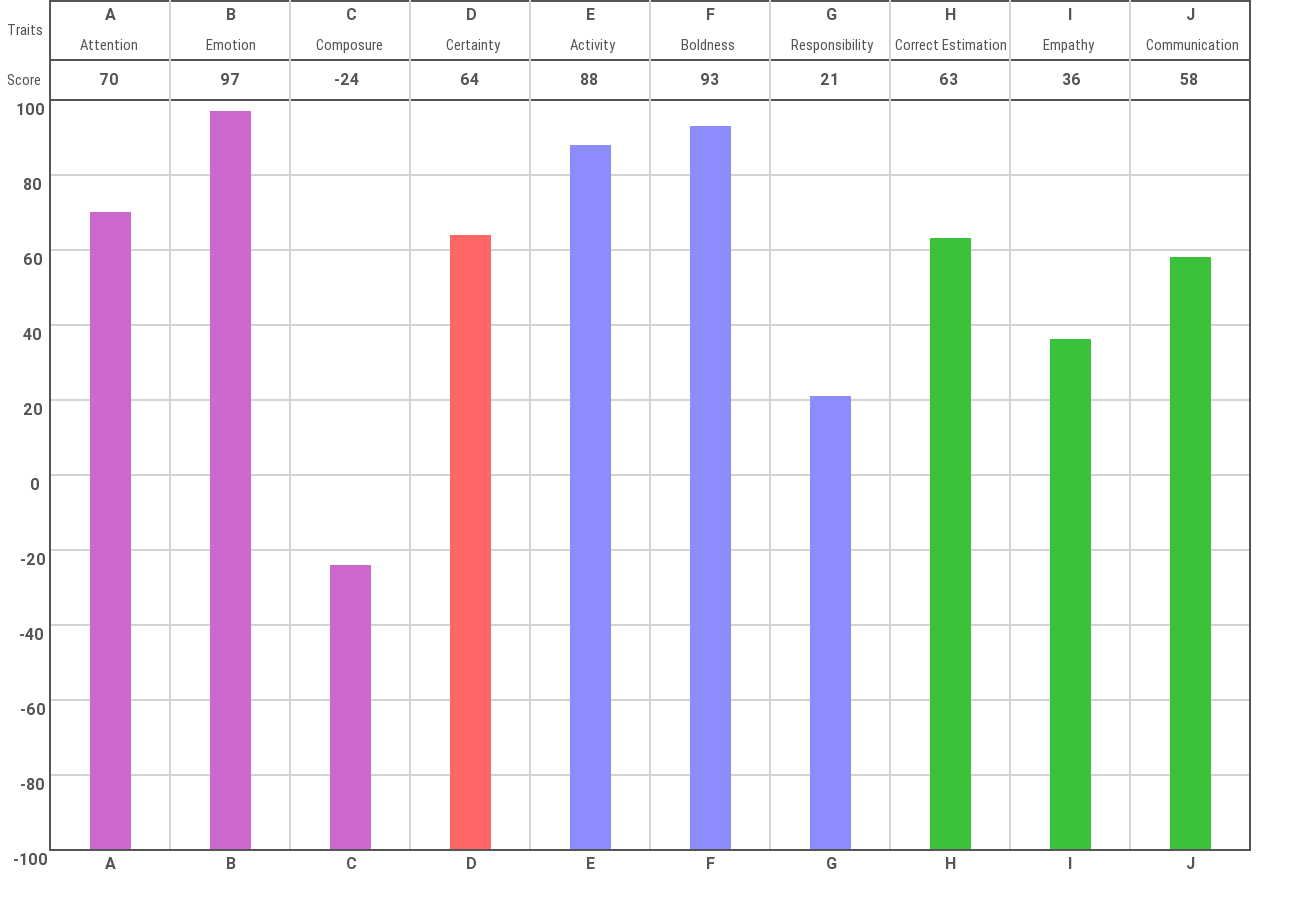 Traits
A B C D E F G H I J
Attention Emotion Composure Certainty Activity Boldness Responsibility Correct Estimation Empathy Communication
Score 70 97 -24 64 88 93 21 63 36 58
100
80
60
40
20
0
-20
-40
-60
-80
-100
A B C D E F G H I J